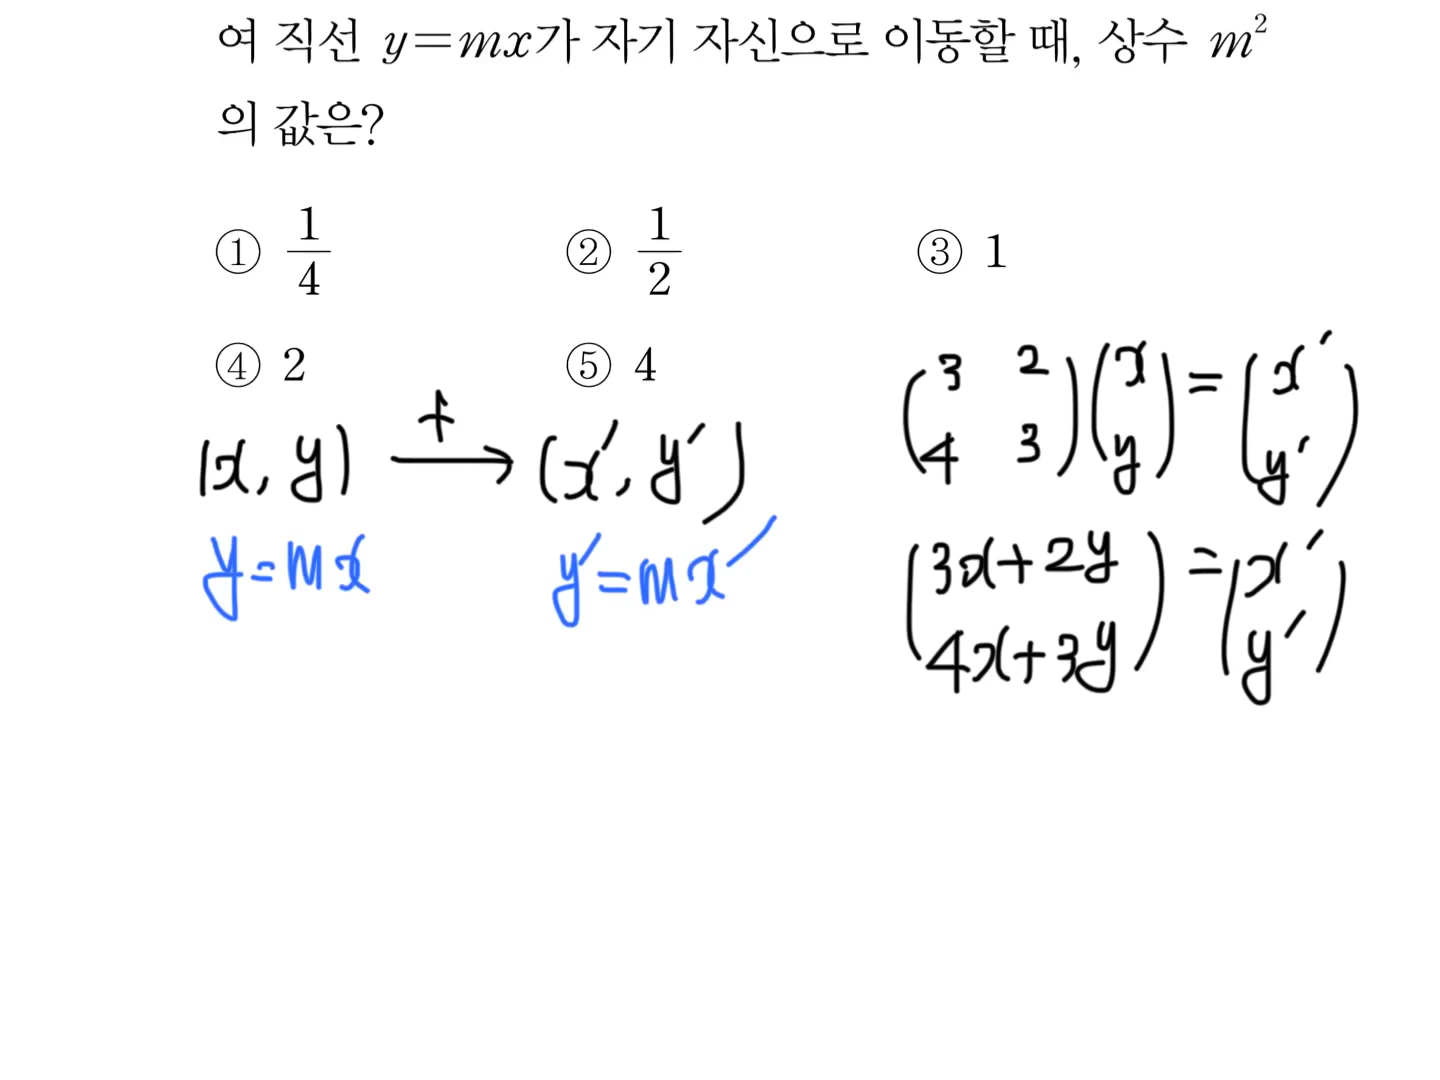 여 직선 y=mx가 자기 자신으로 이동할 때, 상수 m²
의 값은?
① 1/4 ② 1/2 ③ 1
④ 2 ⑤ 4
(x, y) → (x′, y′)
y=mx y′=mx′
(3 2
4 3)(x
y)=(x′
y′)
(3x+2y
4x+3y)=(x′
y′)